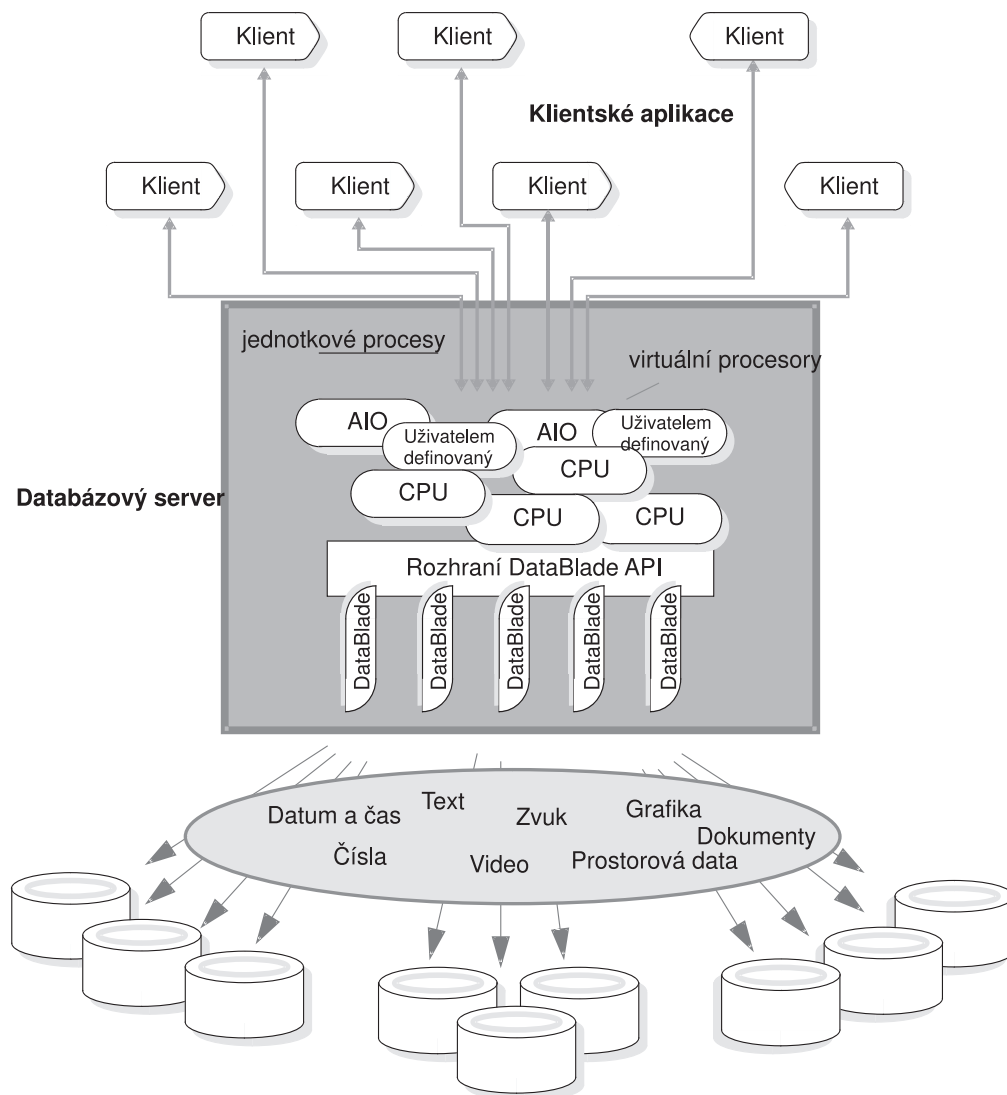 Klient
Klient
Klient
Klientské aplikace
Klient
Klient
Klient
Klient
jednotkové procesy
virtuální procesory
AIO
Uživatelem
definovaný
AIO
Uživatelem
definovaný
CPU
CPU
Databázový server
CPU
CPU
Rozhraní DataBlade API
DataBlade
DataBlade
DataBlade
DataBlade
DataBlade
Datum a čas
Text
Zvuk
Grafika
Dokumenty
Čísla
Video
Prostorová data